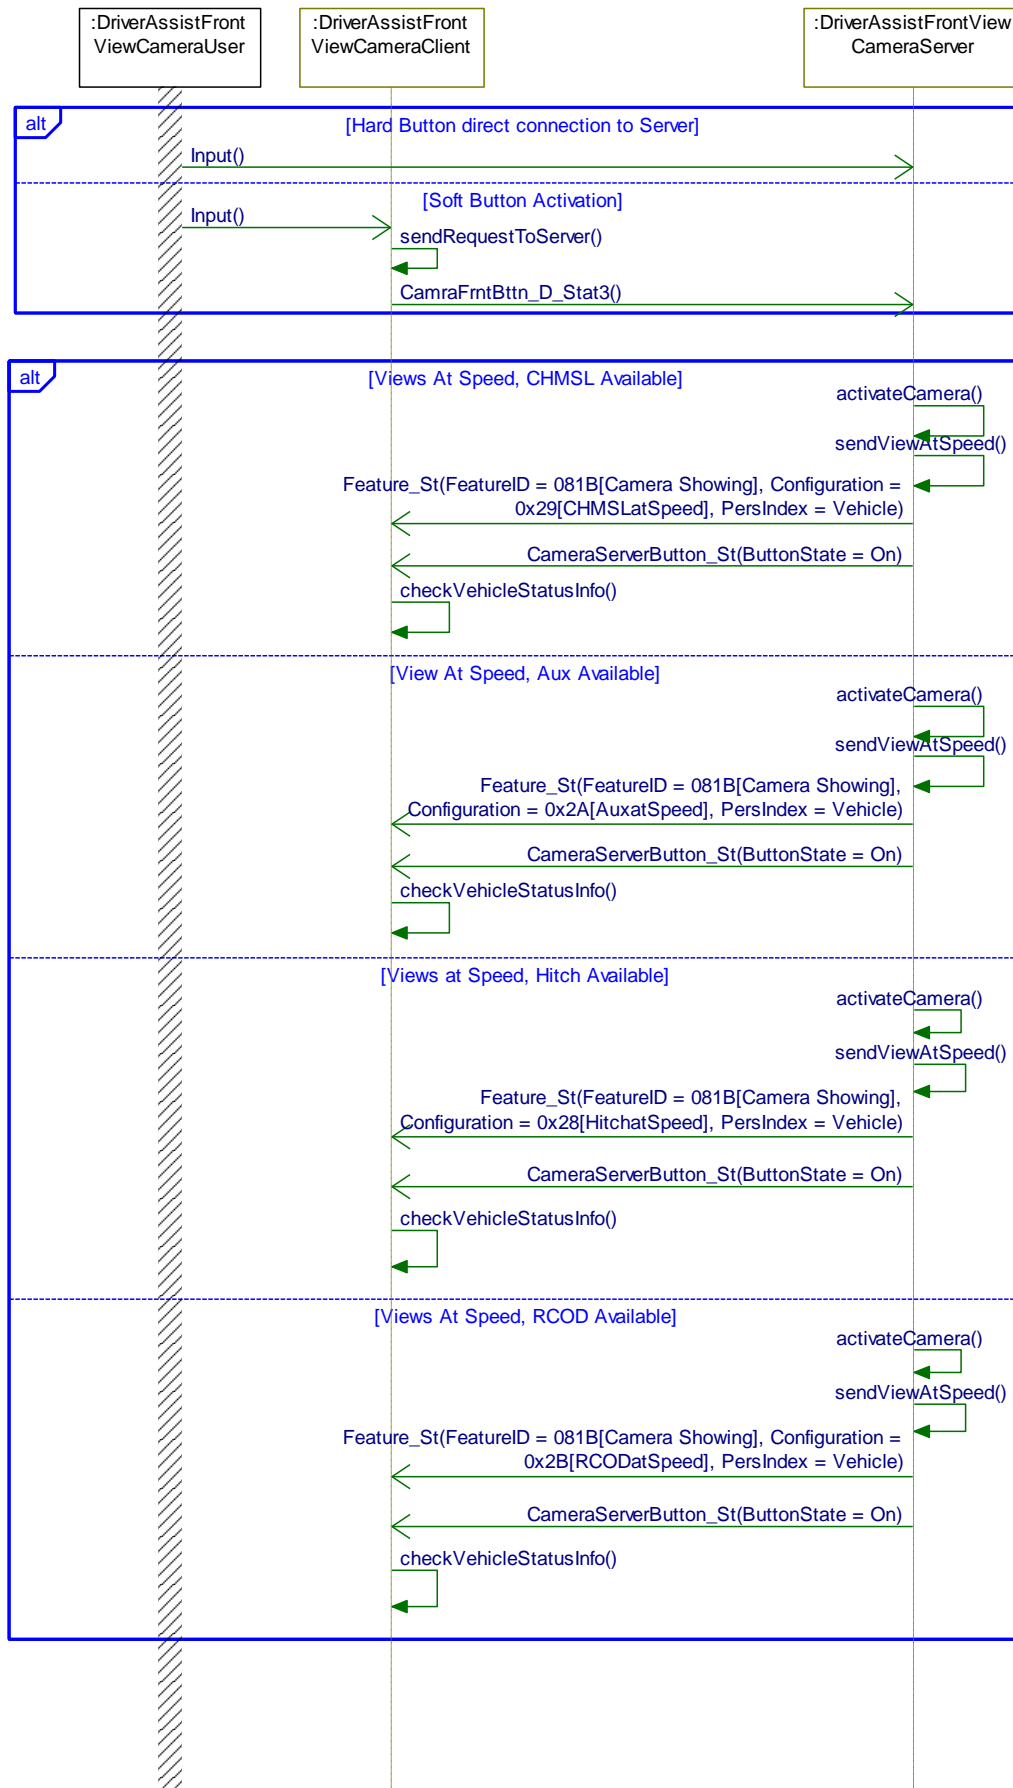 :DriverAssistFront
ViewCameraUser
:DriverAssistFront
ViewCameraClient
:DriverAssistFrontView
CameraServer
alt
[Hard Button direct connection to Server]
Input()
[Soft Button Activation]
Input()
sendRequestToServer()
CamraFrntBttn_D_Stat3()
alt
[Views At Speed, CHMSL Available]
activateCamera()
sendViewAtSpeed()
Feature_St(FeatureID = 081B[Camera Showing], Configuration =
0x29[CHMSLatSpeed], PersIndex = Vehicle)
CameraServerButton_St(ButtonState = On)
checkVehicleStatusInfo()
[View At Speed, Aux Available]
activateCamera()
sendViewAtSpeed()
Feature_St(FeatureID = 081B[Camera Showing],
Configuration = 0x2A[AuxatSpeed], PersIndex = Vehicle)
CameraServerButton_St(ButtonState = On)
checkVehicleStatusInfo()
[Views at Speed, Hitch Available]
activateCamera()
sendViewAtSpeed()
Feature_St(FeatureID = 081B[Camera Showing],
Configuration = 0x28[HitchatSpeed], PersIndex = Vehicle)
CameraServerButton_St(ButtonState = On)
checkVehicleStatusInfo()
[Views At Speed, RCOD Available]
activateCamera()
sendViewAtSpeed()
Feature_St(FeatureID = 081B[Camera Showing], Configuration =
0x2B[RCODatSpeed], PersIndex = Vehicle)
CameraServerButton_St(ButtonState = On)
checkVehicleStatusInfo()